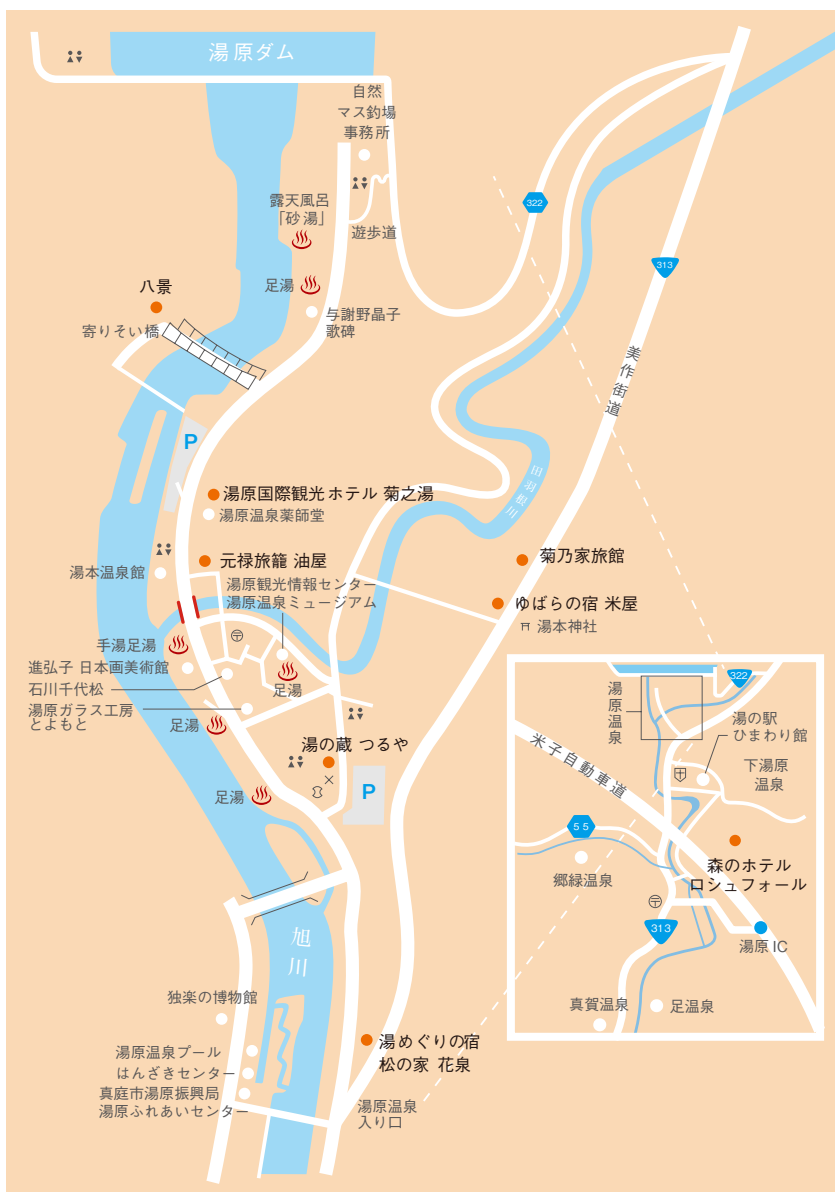 湯原ダム
自然
マス釣場
事務所
露天風呂
「砂湯」
遊歩道
322
313
足湯
八景
与謝野晶子
歌碑
寄りそい橋
美作街道
P
田羽根川
湯原国際観光ホテル 菊之湯
湯原温泉薬師堂
元禄旅籠 油屋
菊乃家旅館
湯本温泉館
湯原観光情報センター
湯原温泉ミュージアム
ゆばらの宿 米屋
湯本神社
手湯足湯
進弘子 日本画美術館
石川千代松
足湯
湯原ガラス工房
とよもと
足湯
湯の蔵 つるや
足湯
P
旭川
独楽の博物館
湯原温泉プール
はんざきセンター
真庭市湯原振興局
湯原ふれあいセンター
湯めぐりの宿
松の家 花泉
湯原温泉
入り口
322
湯原温泉
湯の駅
ひまわり館
米子自動車道
下湯原
温泉
55
森のホテル
ロシュフォール
郷緑温泉
313
湯原 IC
真賀温泉
足温泉